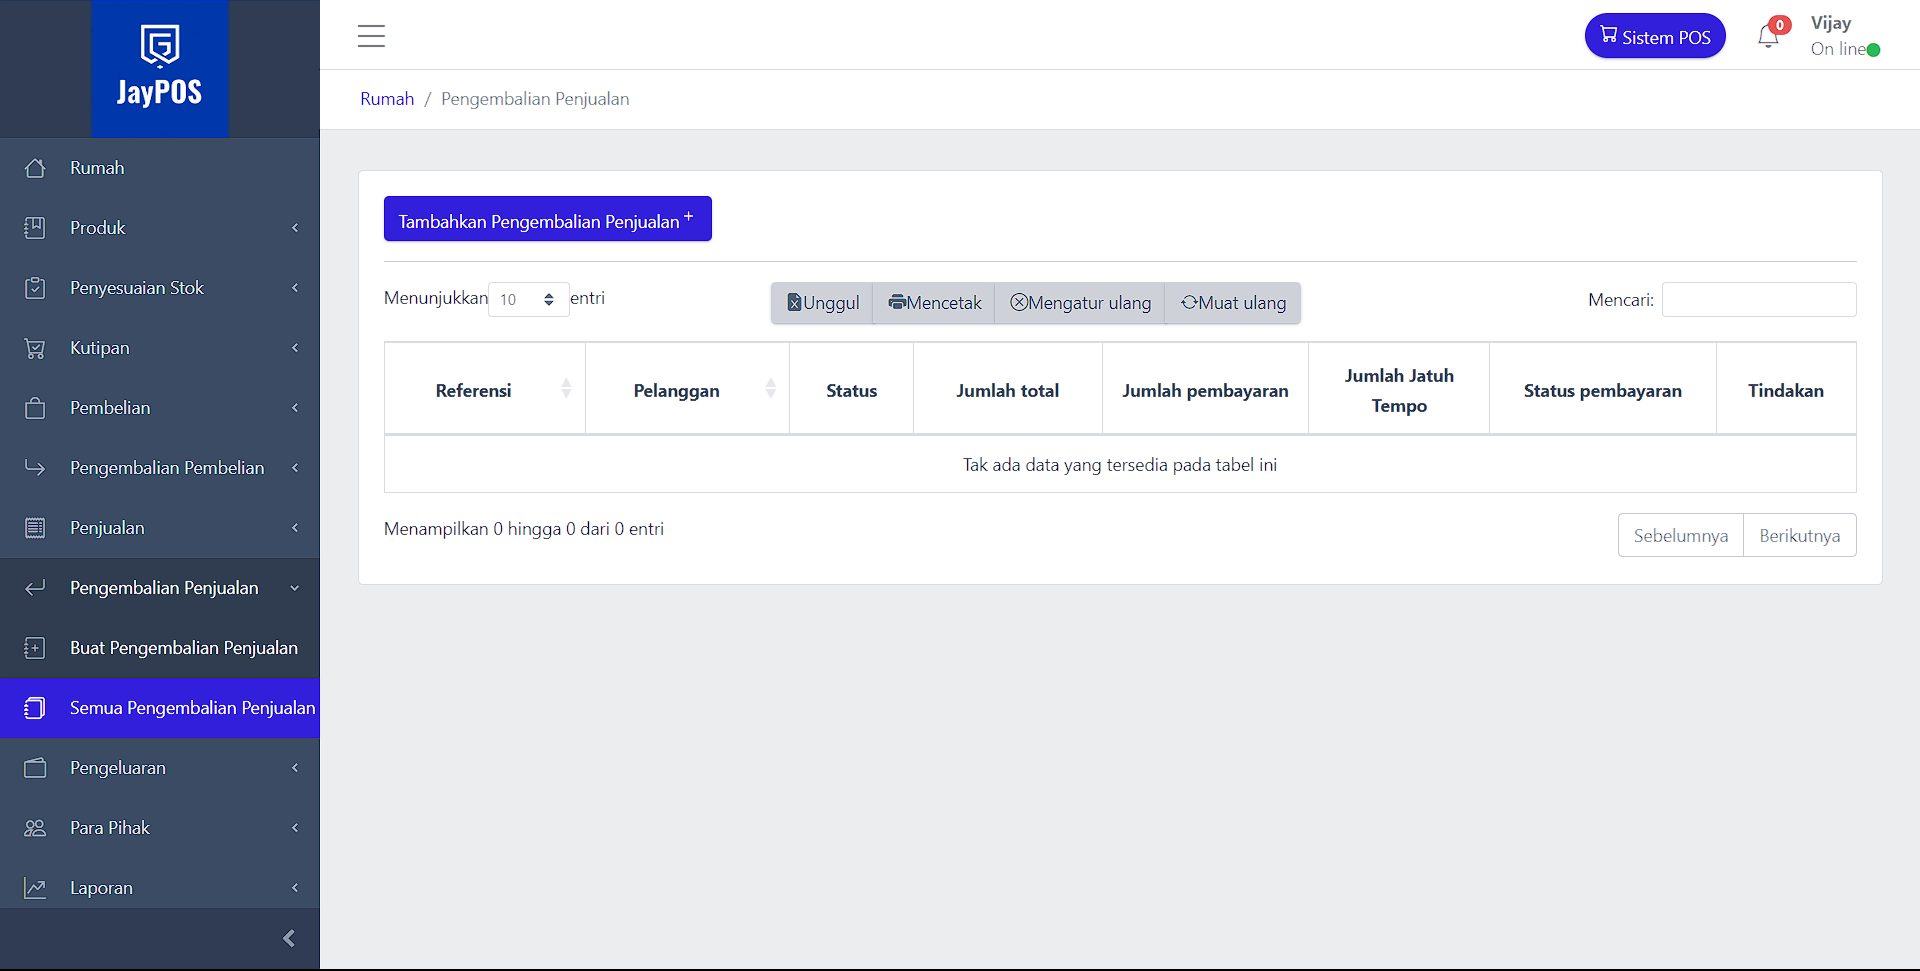 JayPOS
Rumah
Produk
Penyesuaian Stok
Kutipan
Pembelian
Pengembalian Pembelian
Penjualan
Pengembalian Penjualan
Buat Pengembalian Penjualan
Semua Pengembalian Penjualan
Pengeluaran
Para Pihak
Laporan
Sistem POS
0
Vijay
On line
Rumah / Pengembalian Penjualan
Tambahkan Pengembalian Penjualan +
Menunjukkan 10 entri
Unggul Mencetak Mengatur ulang Muat ulang
Mencari:
Referensi Pelanggan Status Jumlah total Jumlah pembayaran Jumlah Jatuh Tempo Status pembayaran Tindakan
Tak ada data yang tersedia pada tabel ini
Menampilkan 0 hingga 0 dari 0 entri
Sebelumnya Berikutnya